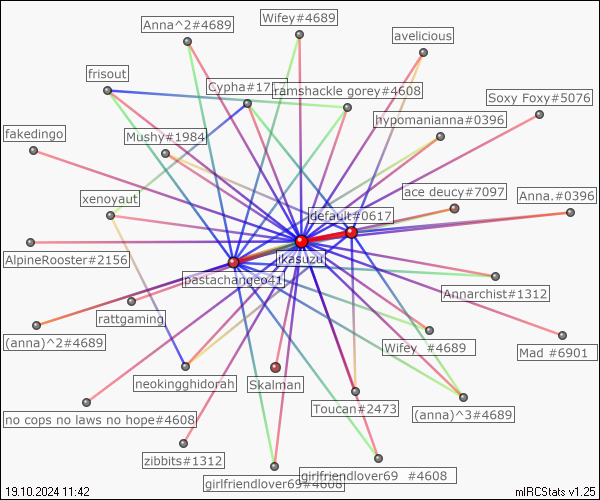 Wifey#4689
Anna^2#4689
avelicious
frisout
ramshackle gorey#4608
Soxy Foxy#5076
hypomanianna#0396
fakedingo
Mushy#1984
xenoyaut
ace deucy#7097
Anna.#0396
default#0617
AlpineRooster#2156
ikasuzu
pastachangeo41
Annarchist#1312
rattgaming
(anna)^2#4689
Wifey #4689
Mad #6901
neokingghidorah
Skalman
no cops no laws no hope#4608
Toucan#2473
(anna)^3#4689
zibbits#1312
girlfriendlover69 #4608
girlfriendlover69#4608
19.10.2024 11:42
mIRCStats v1.25